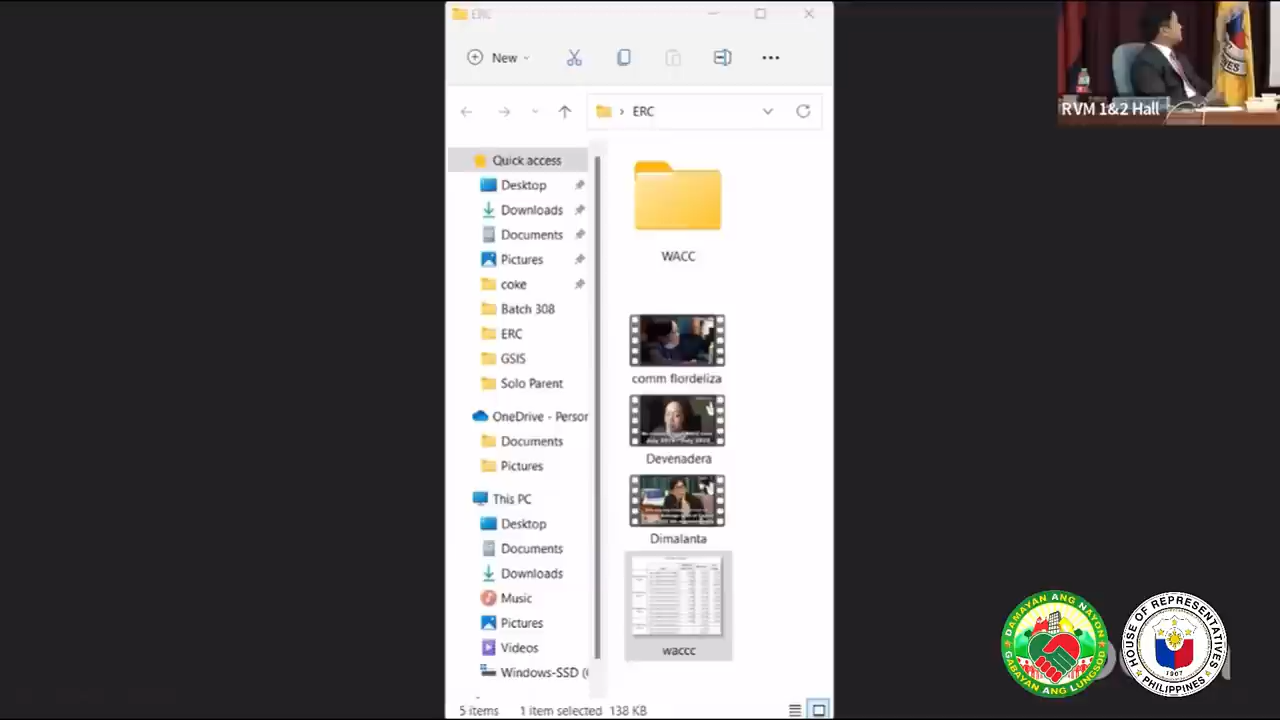 ERC
New
ERC
Quick access
Desktop
Downloads
Documents
Pictures
coke
Batch 308
ERC
GSIS
Solo Parent
OneDrive - Person
Documents
Pictures
This PC
Desktop
Documents
Downloads
Music
Pictures
Videos
Windows-SSD (
WACC
comm flordeliza
Devenadera
Dimalanta
waccc
5 items 1 item selected 138 KB
RVM 1&2 Hall
DAMAYAN ANG NAYON
GABAYAN ANG LUNGSOD
HOUSE OF REPRESENTATIVES
1907
PHILIPPINES